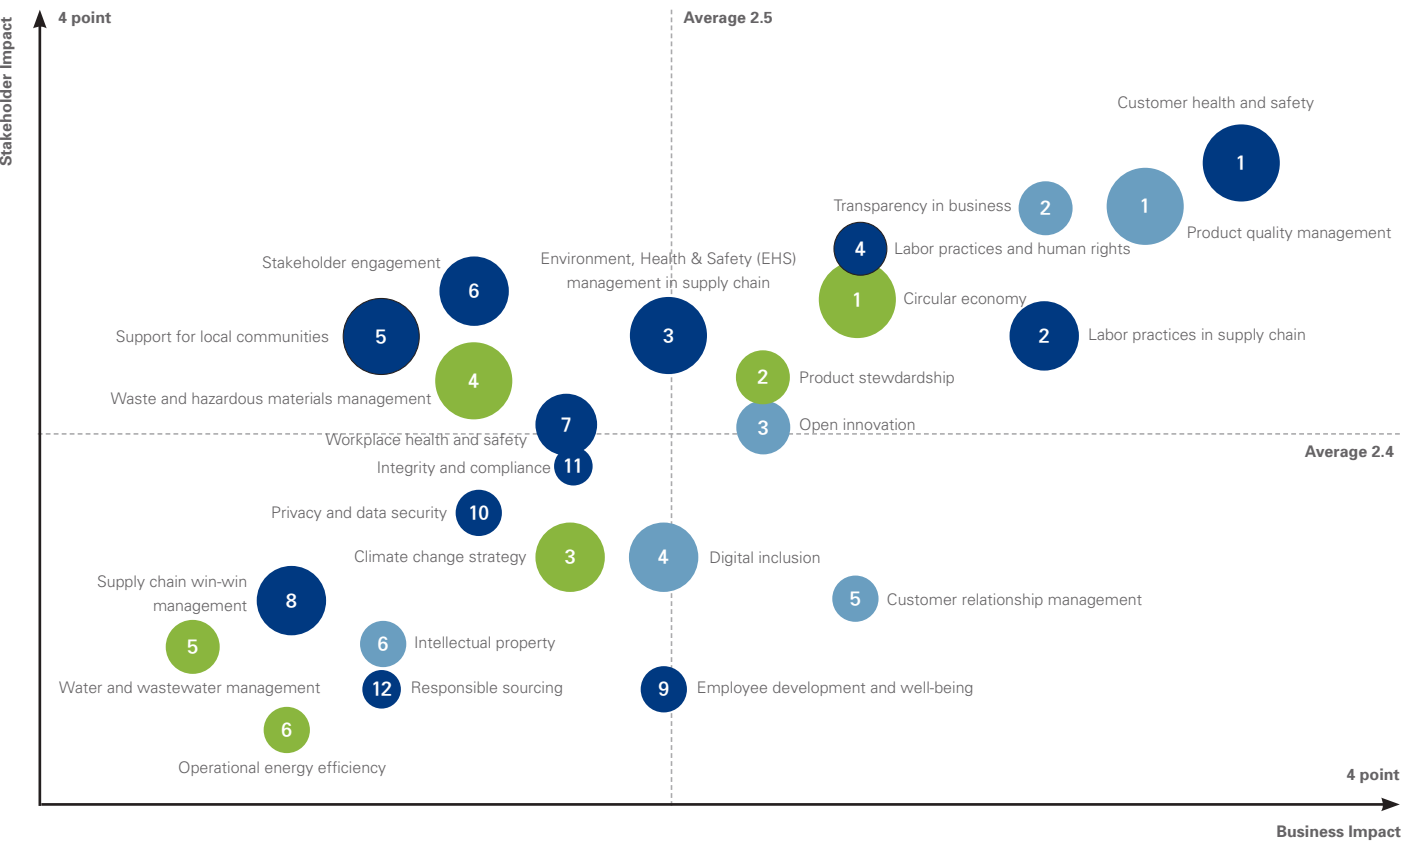 4 point
Average 2.5
Stakeholder Impact
Customer health and safety
1
Transparency in business
2
1
Product quality management
4
Labor practices and human rights
Stakeholder engagement
6
Environment, Health & Safety (EHS)
management in supply chain
3
1
Circular economy
Support for local communities
5
2
Labor practices in supply chain
4
Waste and hazardous materials management
2
Product stewdardship
7
Workplace health and safety
3
Open innovation
Average 2.4
Integrity and compliance
11
Privacy and data security
10
Climate change strategy
3
4
Digital inclusion
Supply chain win-win
management
8
5
Customer relationship management
5
Water and wastewater management
6
Intellectual property
12
Responsible sourcing
9
Employee development and well-being
6
Operational energy efficiency
4 point
Business Impact